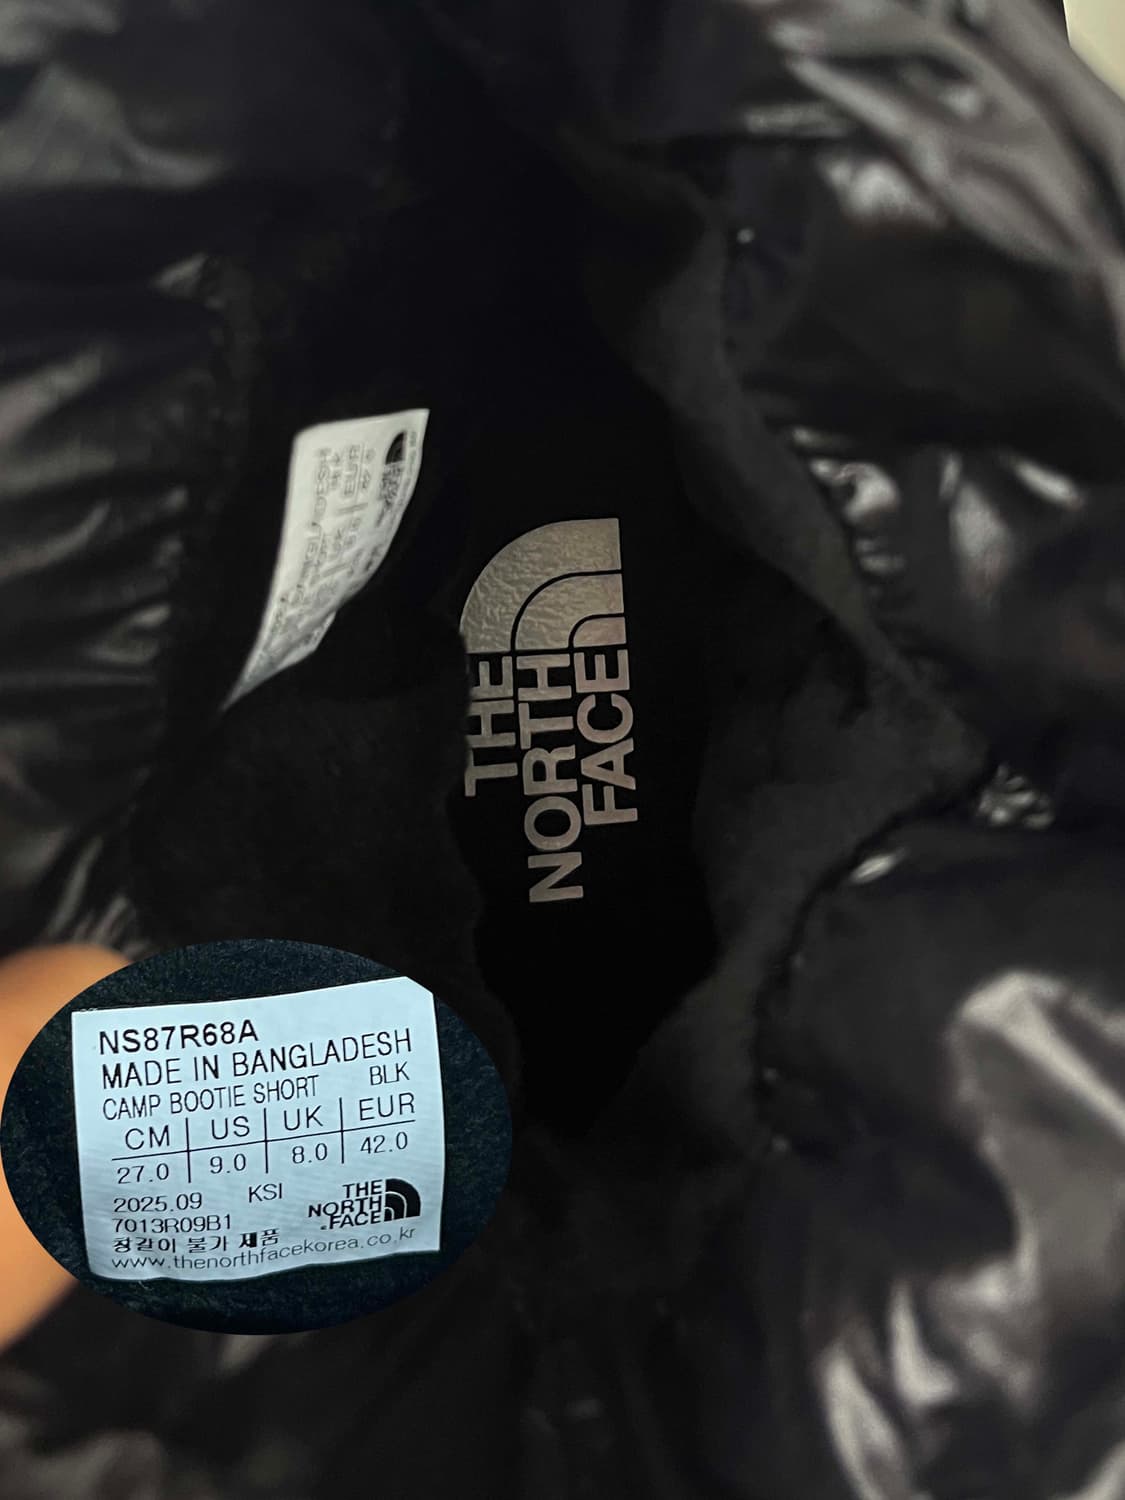 THE
NORTH
FACE
NS87R68A
MADE IN BANGLADESH
CAMP BOOTIE SHORT BLK
CM US UK EUR
27.0 9.0 8.0 42.0
2025.09 KSI
7013R09B1
창갈이 불가 제품
www.thenorthfacekorea.co.kr
THE
NORTH
FACE
EUR